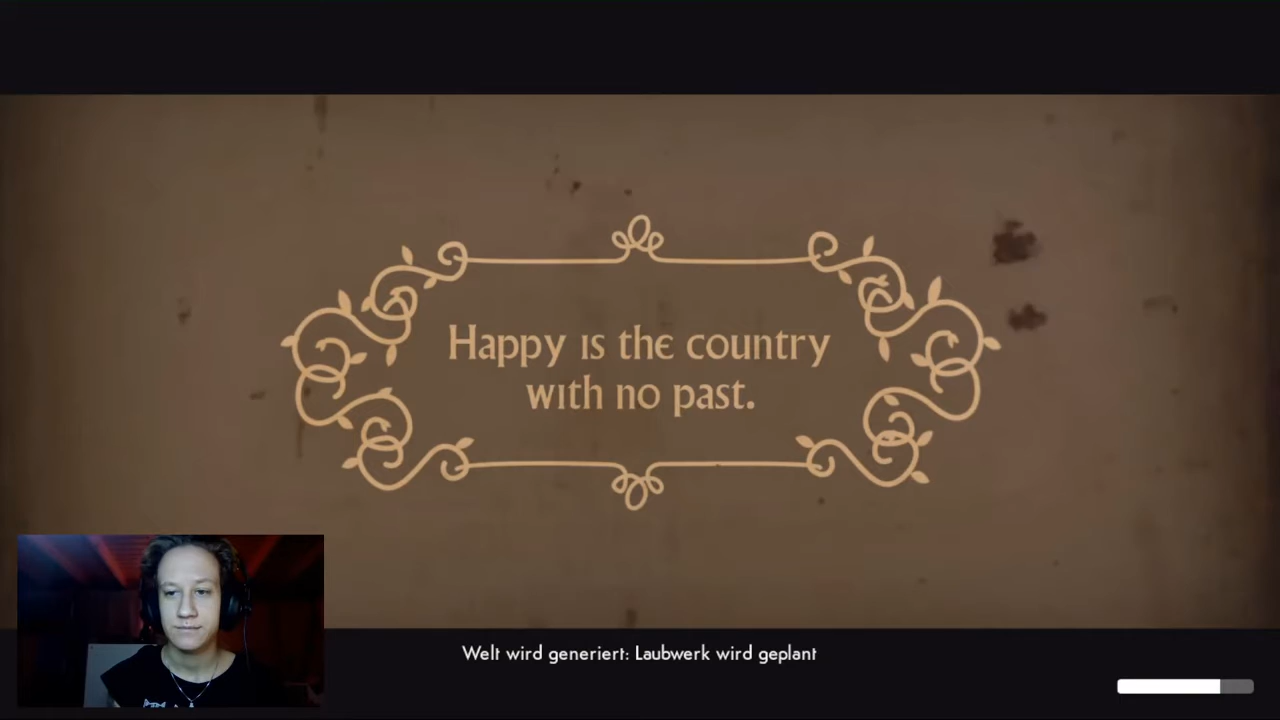 Happy is the country
with no past.
Welt wird generiert: Laubwerk wird geplant